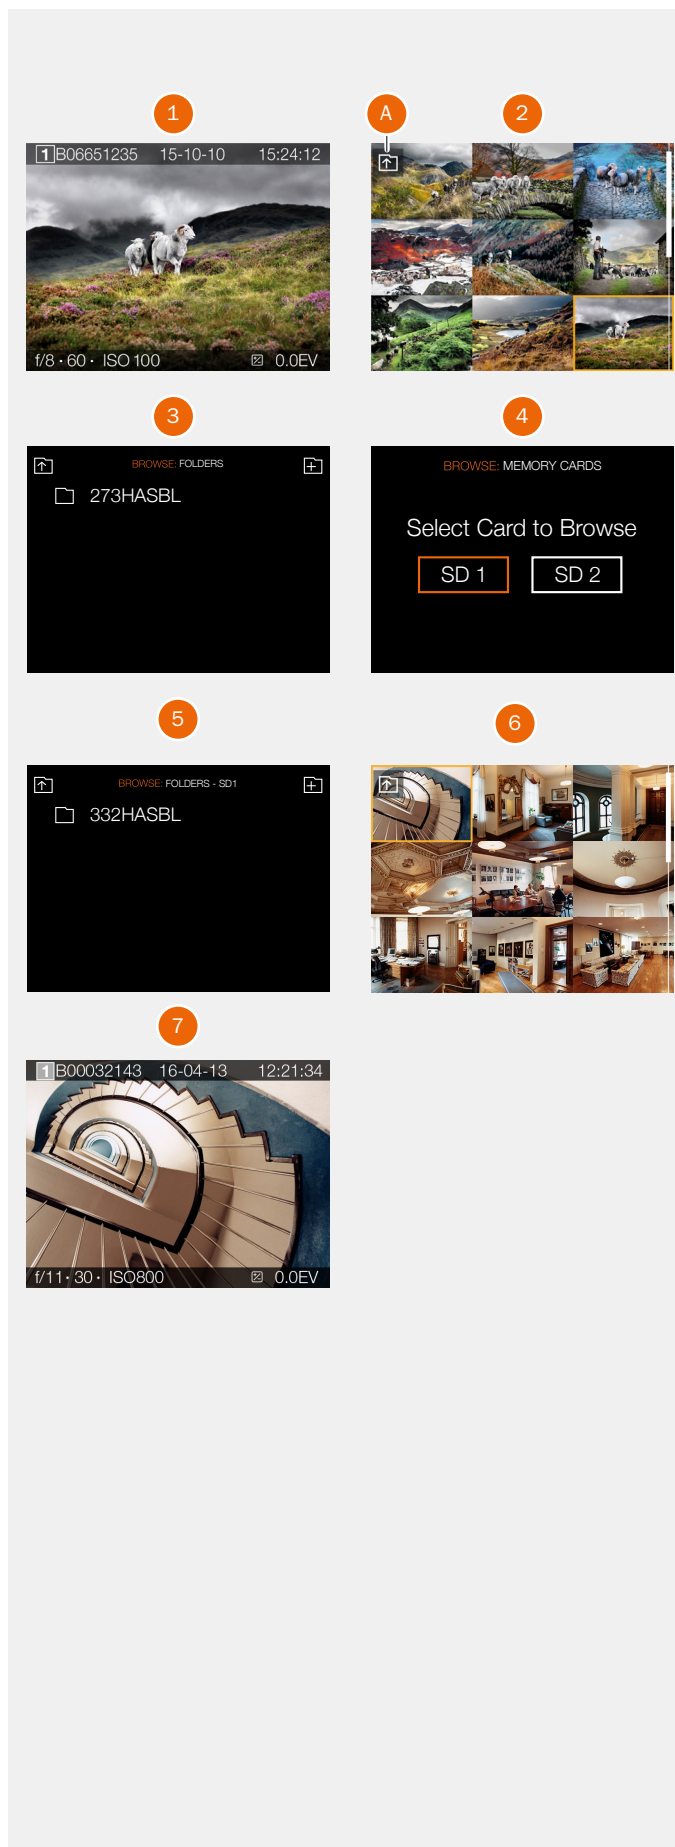 1
A
2
1 B06651235 15-10-10 15:24:12
f/8 · 60 · ISO 100 0.0EV
3
4
BROWSE: FOLDERS
273HASBL
BROWSE: MEMORY CARDS
Select Card to Browse
SD 1 SD 2
5
6
BROWSE: FOLDERS - SD1
332HASBL
7
1 B00032143 16-04-13 12:21:34
f/11 · 30 · ISO800 0.0EV